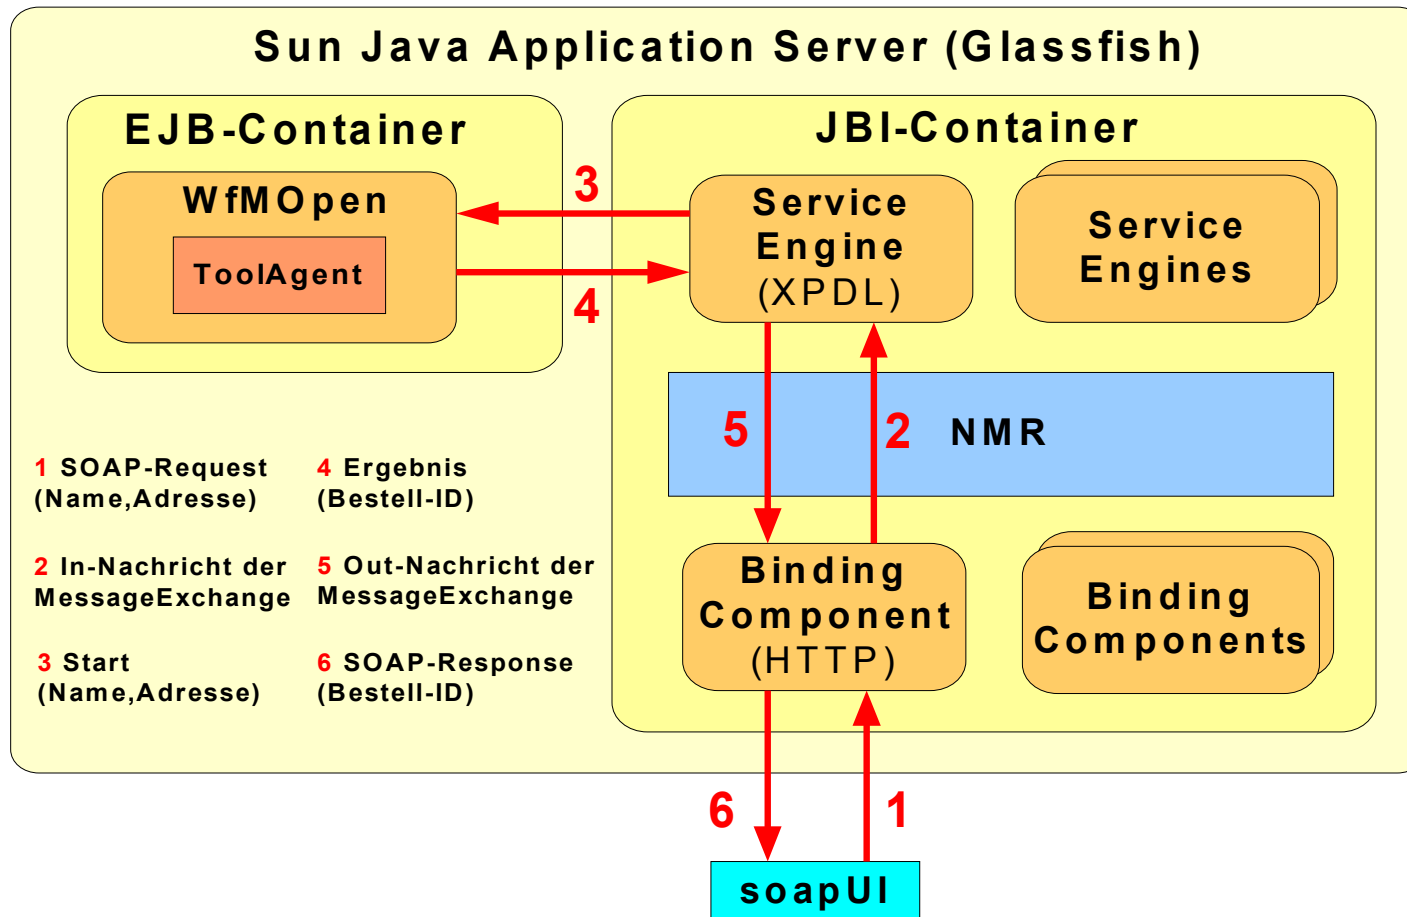 Sun Java Application Server (Glassfish)
EJB-Container
WfMOpen
ToolAgent
3
4
JBI-Container
Service
Engine
(XPDL)
Service
Engines
5
2
NMR
Binding
Component
(HTTP)
Binding
Components
1 SOAP-Request
(Name,Adresse)
2 In-Nachricht der
MessageExchange
3 Start
(Name,Adresse)
4 Ergebnis
(Bestell-ID)
5 Out-Nachricht der
MessageExchange
6 SOAP-Response
(Bestell-ID)
6
1
soapUI